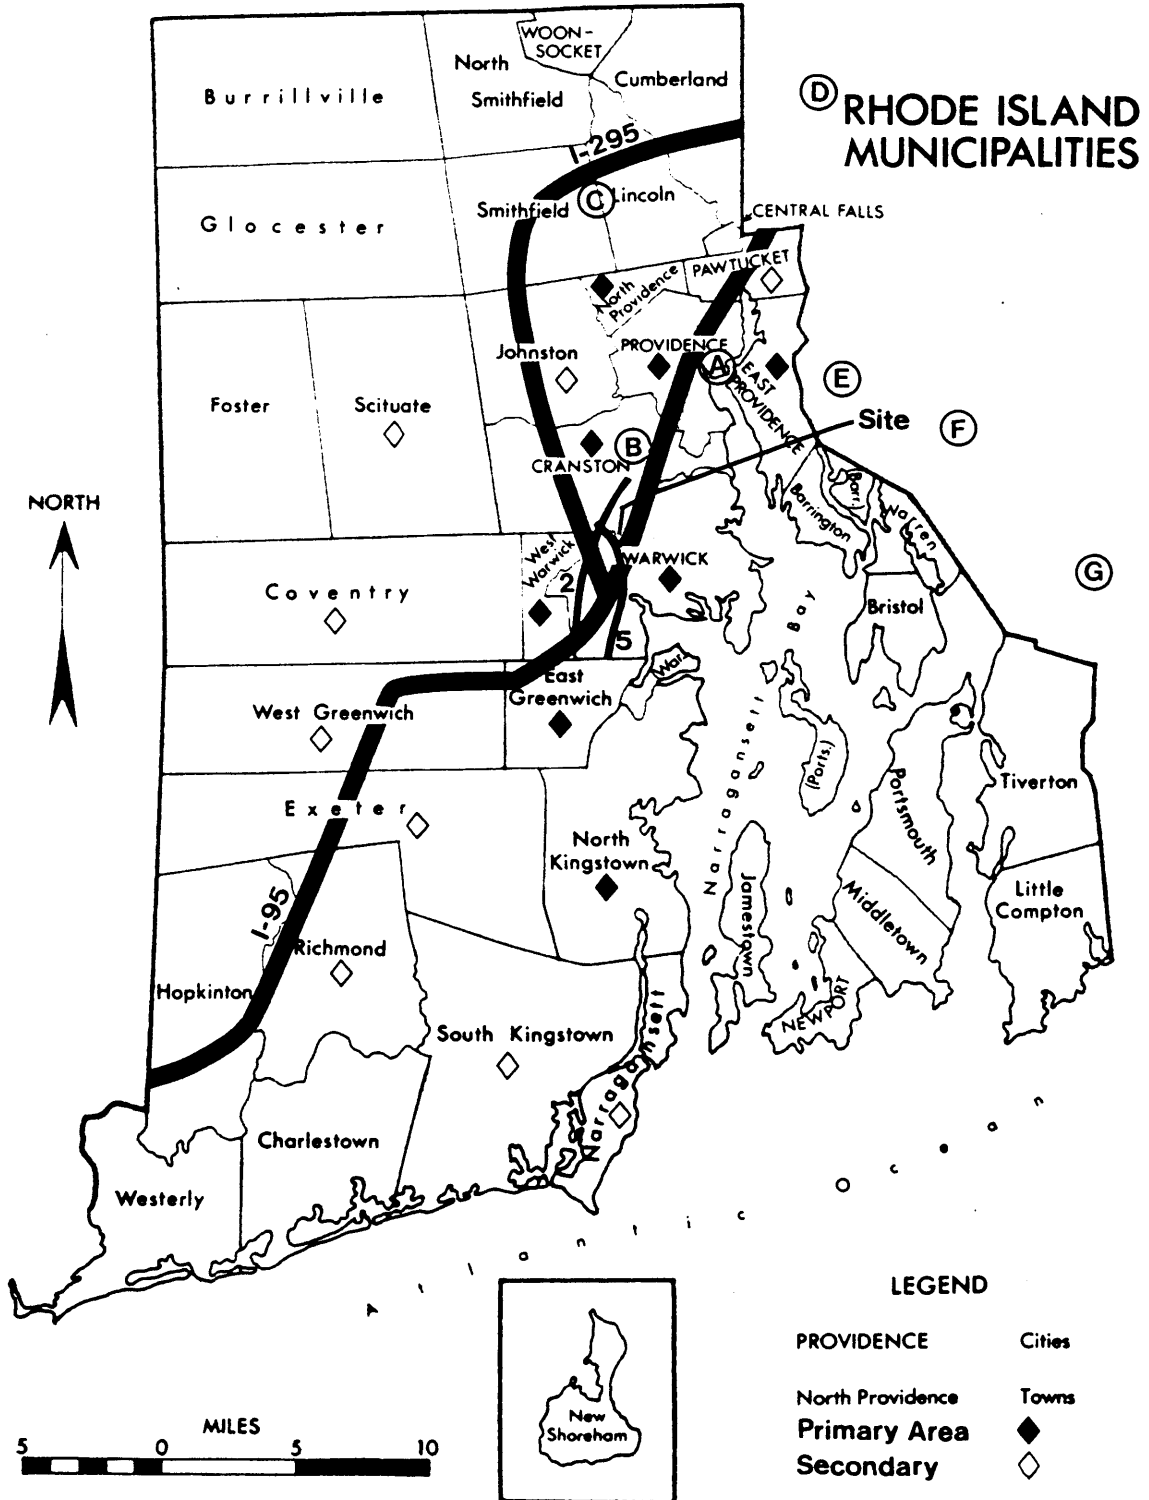 WOON-
SOCKET
North
Smithfield
Cumberland
Burrillville
D
RHODE ISLAND
MUNICIPALITIES
I-295
Smithfield
C
Lincoln
Glocester
CENTRAL FALLS
PAWTUCKET
North
Providence
PROVIDENCE
A
EAST
PROVIDENCE
Johnston
E
Foster
Scituate
Site
F
B
CRANSTON
NORTH
Barrington
Barr.
Warren
West
Warwick
WARWICK
2
G
Coventry
Bristol
5
War.
East
Greenwich
West Greenwich
Narragansett Bay
(Ports.)
Tiverton
Portsmouth
Exeter
North
Kingstown
Jamestown
Middletown
Little
Compton
I-95
Richmond
Hopkinton
NEWPORT
South Kingstown
Narragansett
Charlestown
Westerly
Atlantic Ocean
New
Shoreham
LEGEND
PROVIDENCE Cities
North Providence Towns
Primary Area
Secondary
MILES
5 0 5 10